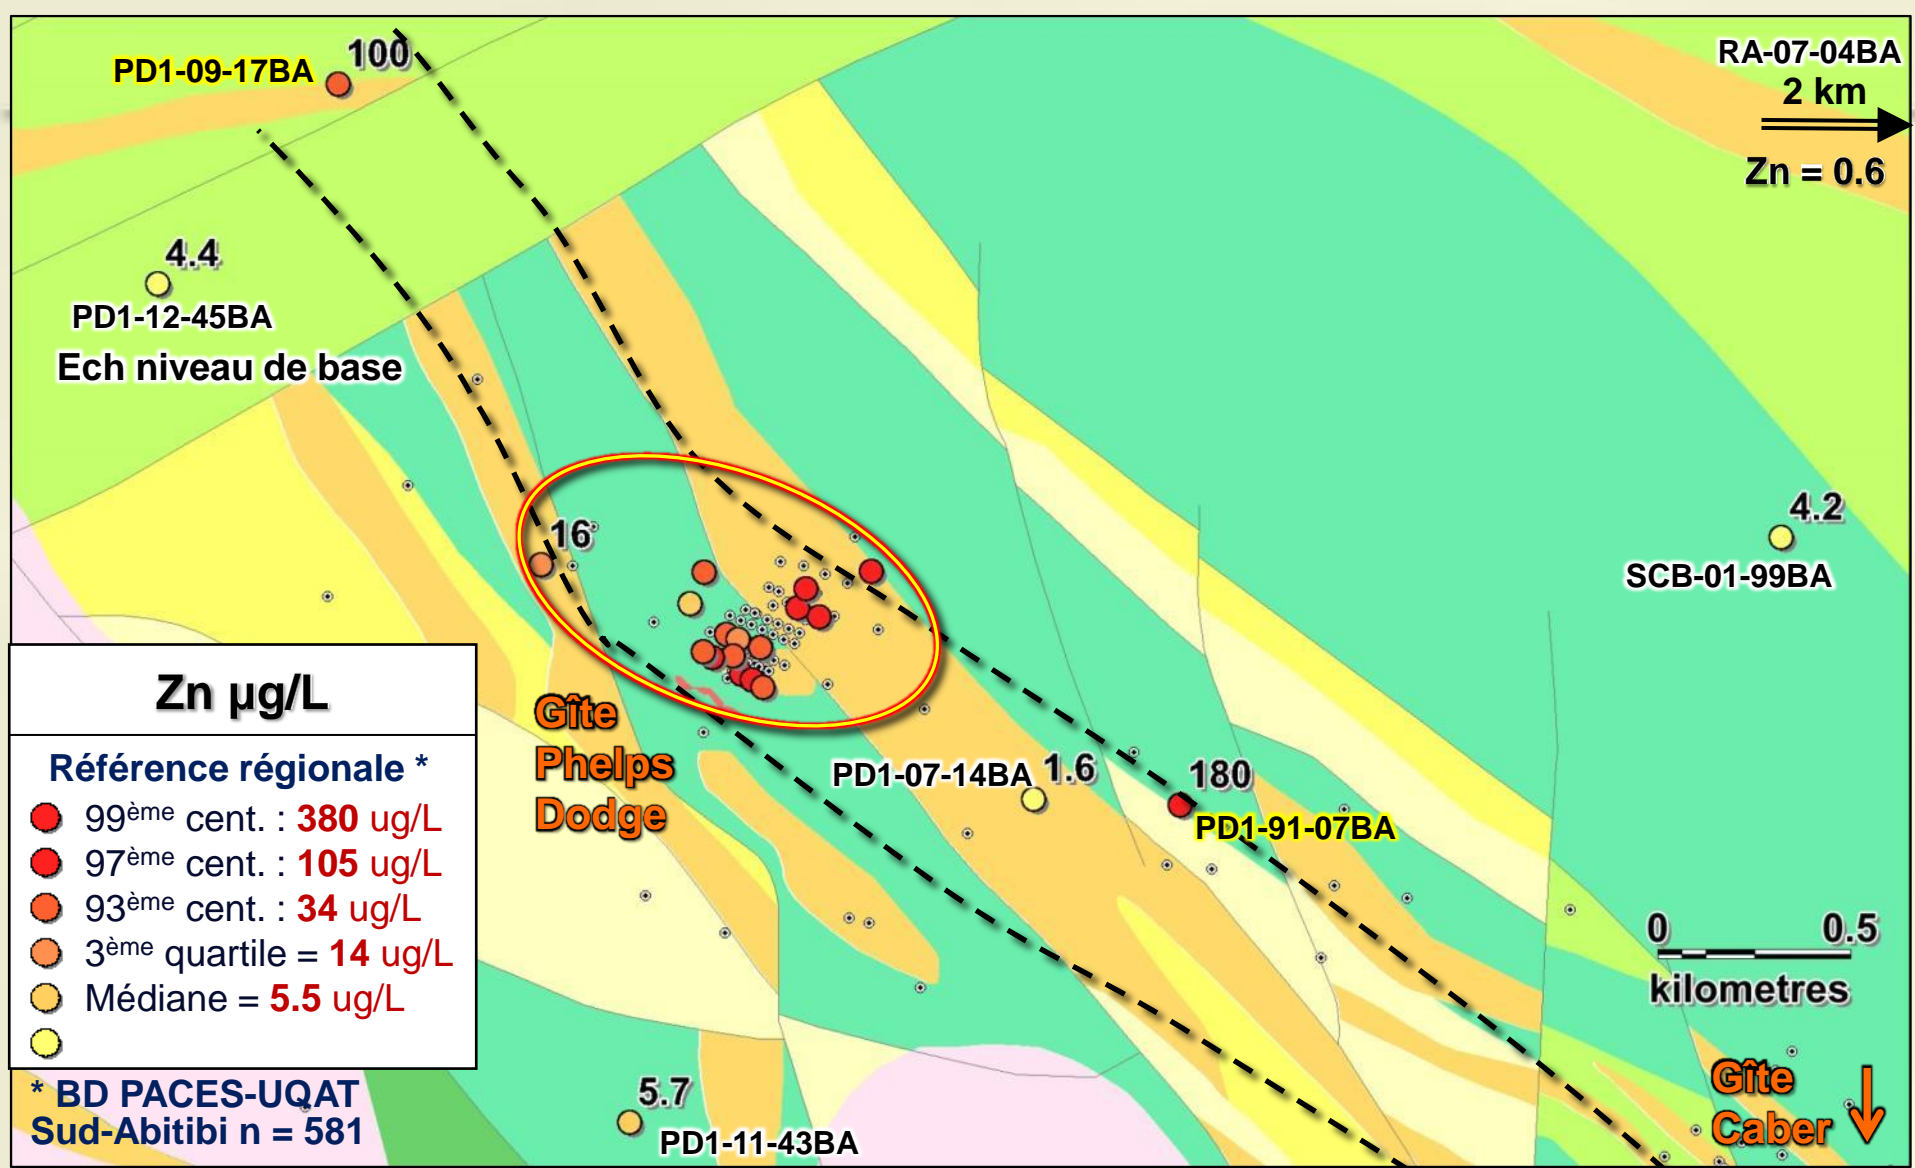 PD1-09-17BA
100
RA-07-04BA
2 km
Zn = 0.6
4.4
PD1-12-45BA
Ech niveau de base
16
4.2
SCB-01-99BA
Gîte
Phelps
Dodge
PD1-07-14BA 1.6
180
PD1-91-07BA
Zn µg/L
Référence régionale *
99ème cent. : 380 ug/L
97ème cent. : 105 ug/L
93ème cent. : 34 ug/L
3ème quartile = 14 ug/L
Médiane = 5.5 ug/L
* BD PACES-UQAT
Sud-Abitibi n = 581
5.7
PD1-11-43BA
0 0.5
kilometres
Gîte
Caber